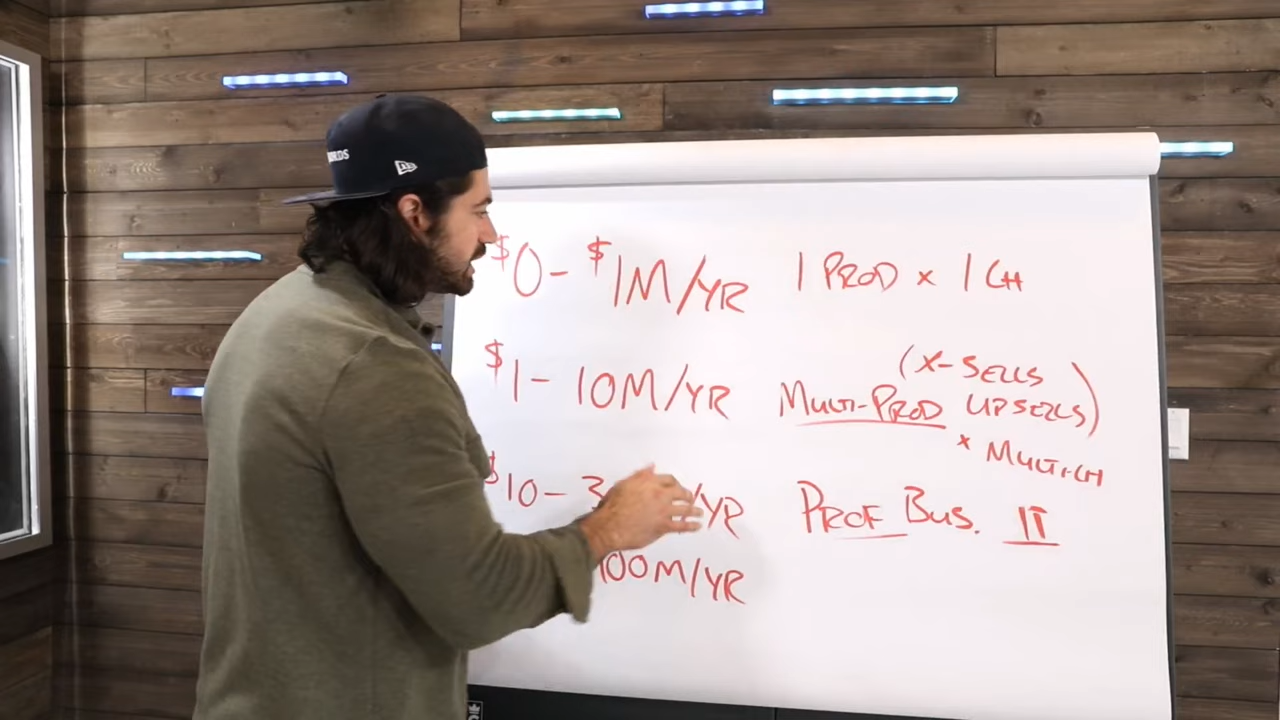 $0- $1M/YR 1 PROD x 1 CH
$1- 10M/YR MULTI-PROD (X-SELLS UPSELLS)
x MULTI-CH
$10- 3 /YR PROF BUS. IT
100M/YR